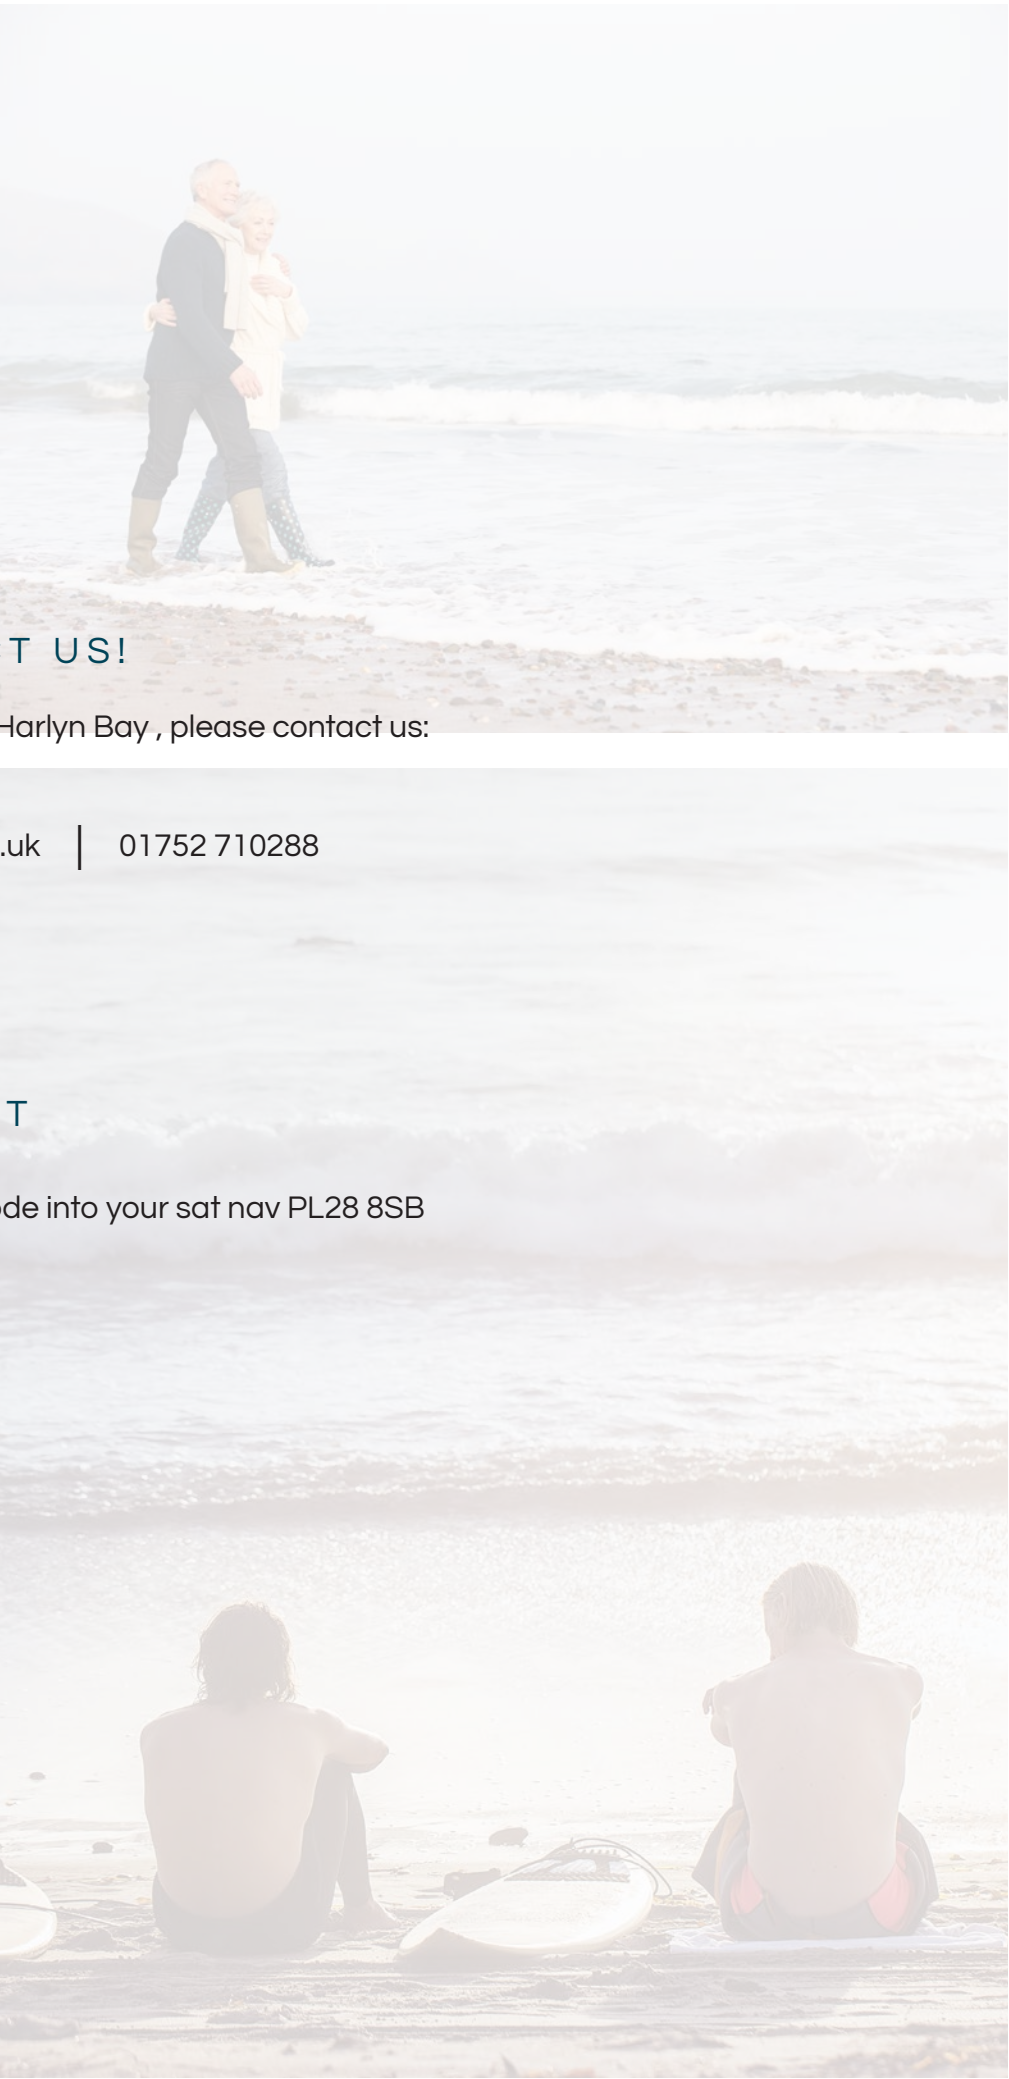 T US!
Harlyn Bay , please contact us:
.uk | 01752 710288
T
de into your sat nav PL28 8SB